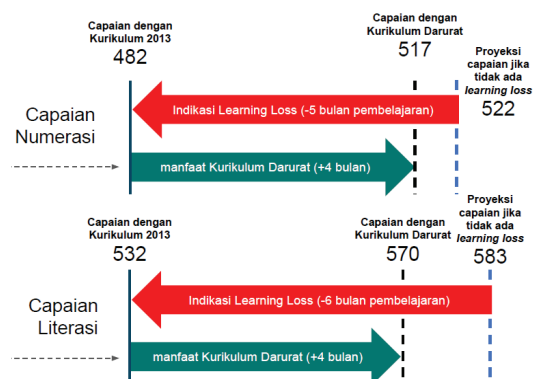 Capaian dengan
Kurikulum 2013
482
Capaian dengan
Kurikulum Darurat
517
Proyeksi
capaian jika
tidak ada
learning loss
522
Capaian
Numerasi
Indikasi Learning Loss (-5 bulan pembelajaran)
manfaat Kurikulum Darurat (+4 bulan)
Capaian dengan
Kurikulum 2013
532
Capaian dengan
Kurikulum Darurat
570
Proyeksi
capaian jika
tidak ada
learning loss
583
Capaian
Literasi
Indikasi Learning Loss (-6 bulan pembelajaran)
manfaat Kurikulum Darurat (+4 bulan)